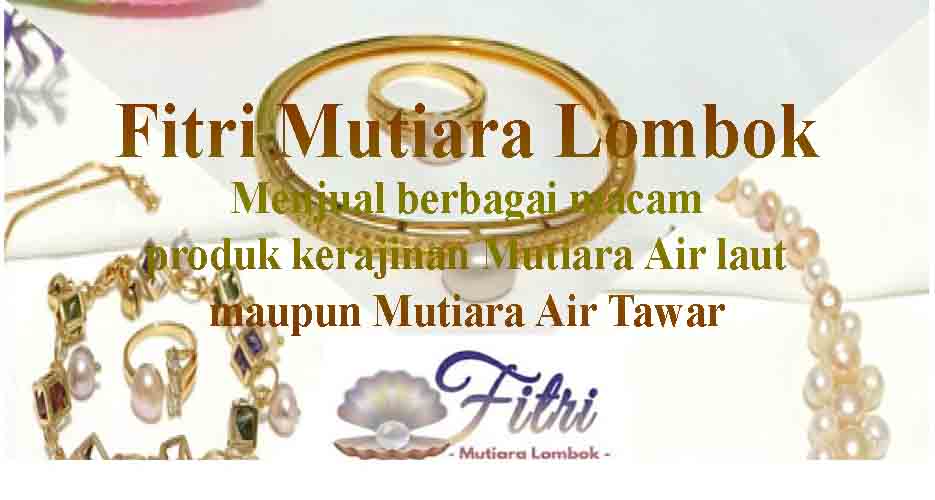 Fitri Mutiara Lombok
Menjual berbagai macam
produk kerajinan Mutiara Air laut
maupun Mutiara Air Tawar
Fitri
- Mutiara Lombok -